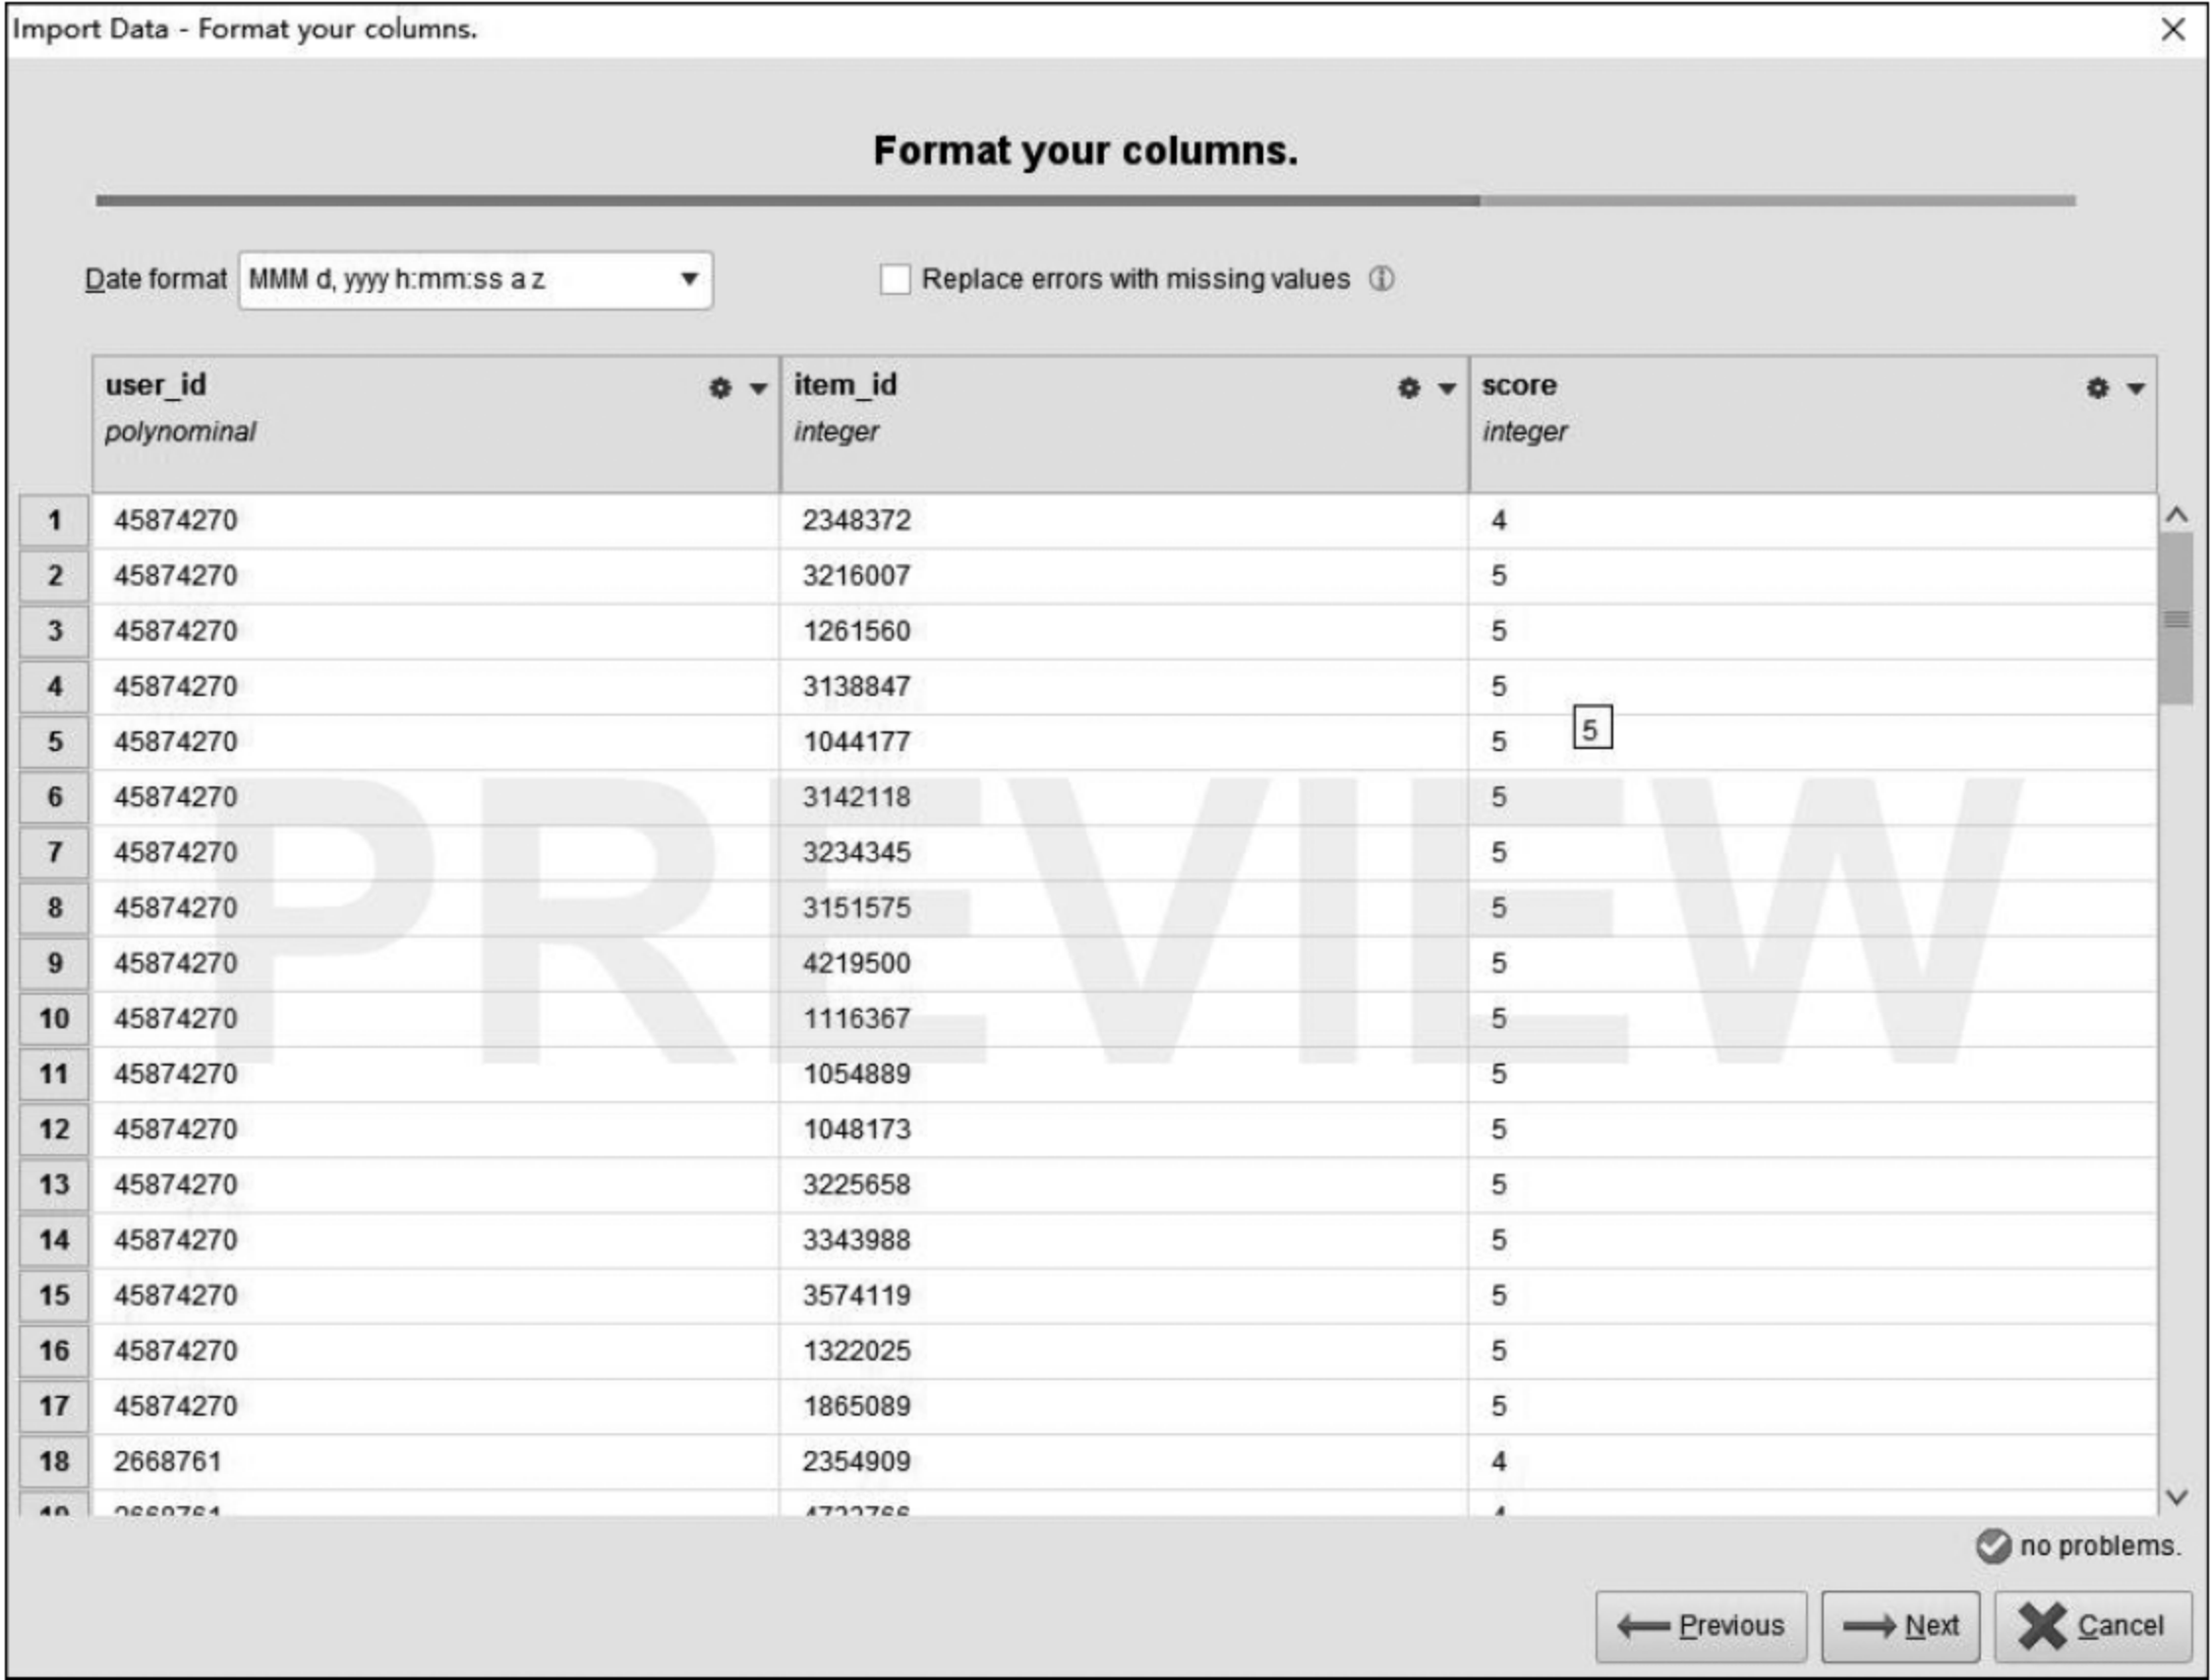 Import Data - Format your columns.
Format your columns.
Date format MMM d, yyyy h:mm:ss a z Replace errors with missing values
user_id item_id score
polynominal integer integer
1 45874270 2348372 4
2 45874270 3216007 5
3 45874270 1261560 5
4 45874270 3138847 5
5 45874270 1044177 5 5
6 45874270 3142118 5
7 45874270 3234345 5
8 45874270 3151575 5
PREVIEW
9 45874270 4219500 5
10 45874270 1116367 5
11 45874270 1054889 5
12 45874270 1048173 5
13 45874270 3225658 5
14 45874270 3343988 5
15 45874270 3574119 5
16 45874270 1322025 5
17 45874270 1865089 5
18 2668761 2354909 4
no problems.
Previous Next Cancel